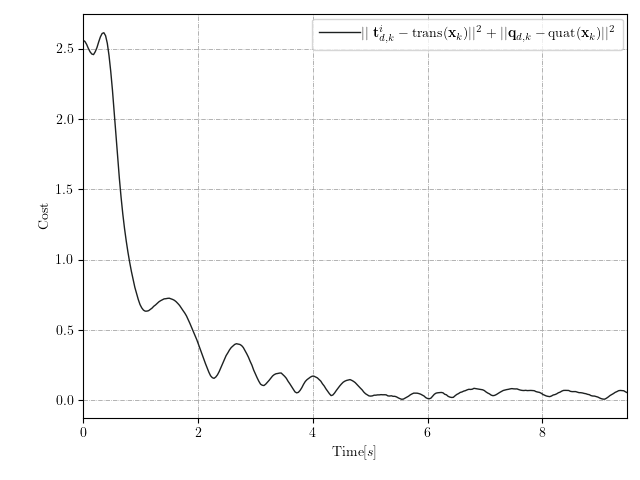 || t^i_{d,k} − trans(x_k)||² + ||q_{d,k} − quat(x_k)||²
2.5
2.0
1.5
1.0
0.5
0.0
Cost
0 2 4 6 8
Time[s]